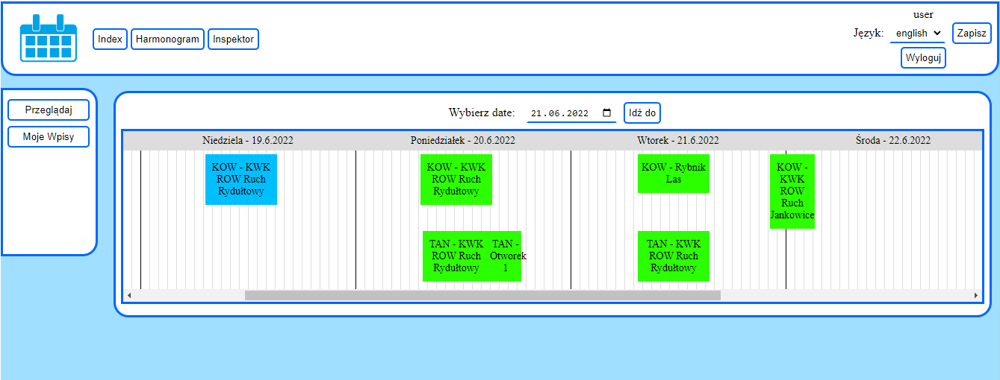 user
Index Harmonogram Inspektor
Język: english Zapisz
Wyloguj
Przeglądaj
Moje Wpisy
Wybierz date: 21.06.2022 Idź do
Niedziela - 19.6.2022 Poniedziałek - 20.6.2022 Wtorek - 21.6.2022 Środa - 22.6.2022
KOW - KWK
ROW Ruch
Rydułtowy
KOW - KWK
ROW Ruch
Rydułtowy
KOW - Rybnik
Las
KOW -
KWK
ROW
Ruch
Jankowice
TAN - KWK
ROW Ruch
Rydułtowy
TAN -
Otworek
1
TAN - KWK
ROW Ruch
Rydułtowy